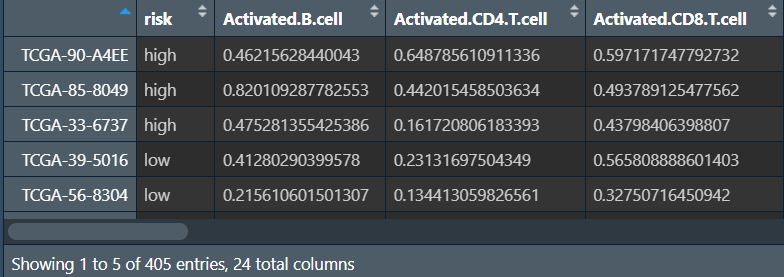 risk Activated.B.cell Activated.CD4.T.cell Activated.CD8.T.cell
TCGA-90-A4EE high 0.46215628440043 0.648785610911336 0.597171747792732
TCGA-85-8049 high 0.820109287782553 0.442015458503634 0.493789125477562
TCGA-33-6737 high 0.475281355425386 0.161720806183393 0.43798406398807
TCGA-39-5016 low 0.41280290399578 0.23131697504349 0.565808888601403
TCGA-56-8304 low 0.215610601501307 0.134413059826561 0.32750716450942
Showing 1 to 5 of 405 entries, 24 total columns